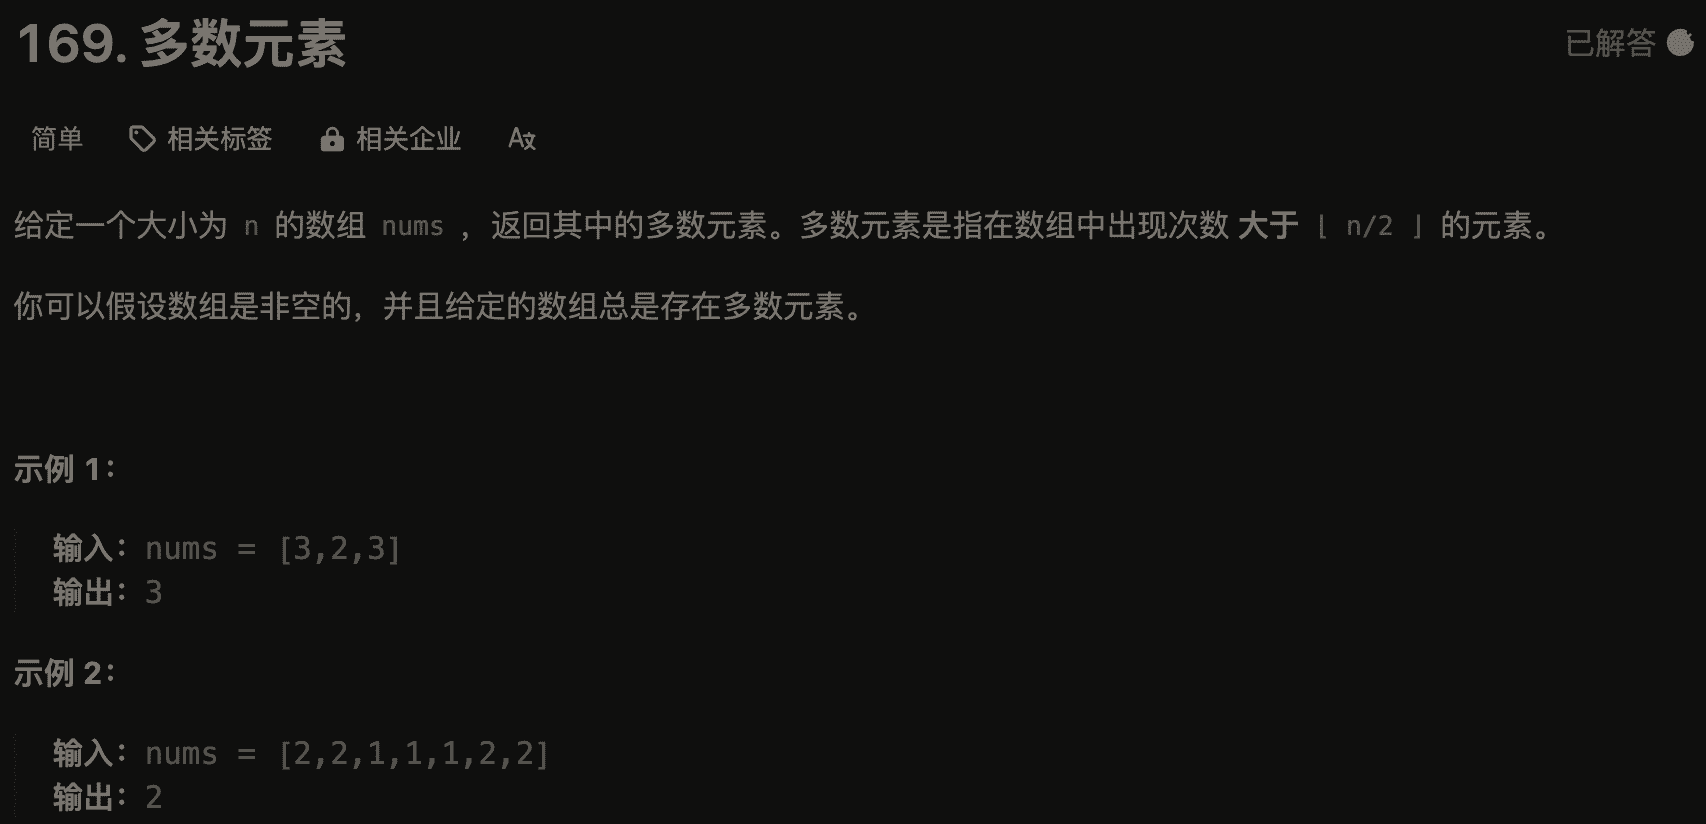 169. 多数元素
已解答
简单 相关标签 相关企业
给定一个大小为 n 的数组 nums ，返回其中的多数元素。多数元素是指在数组中出现次数 大于 ⌊ n/2 ⌋ 的元素。
你可以假设数组是非空的，并且给定的数组总是存在多数元素。
示例 1：
输入：nums = [3,2,3]
输出：3
示例 2：
输入：nums = [2,2,1,1,1,2,2]
输出：2